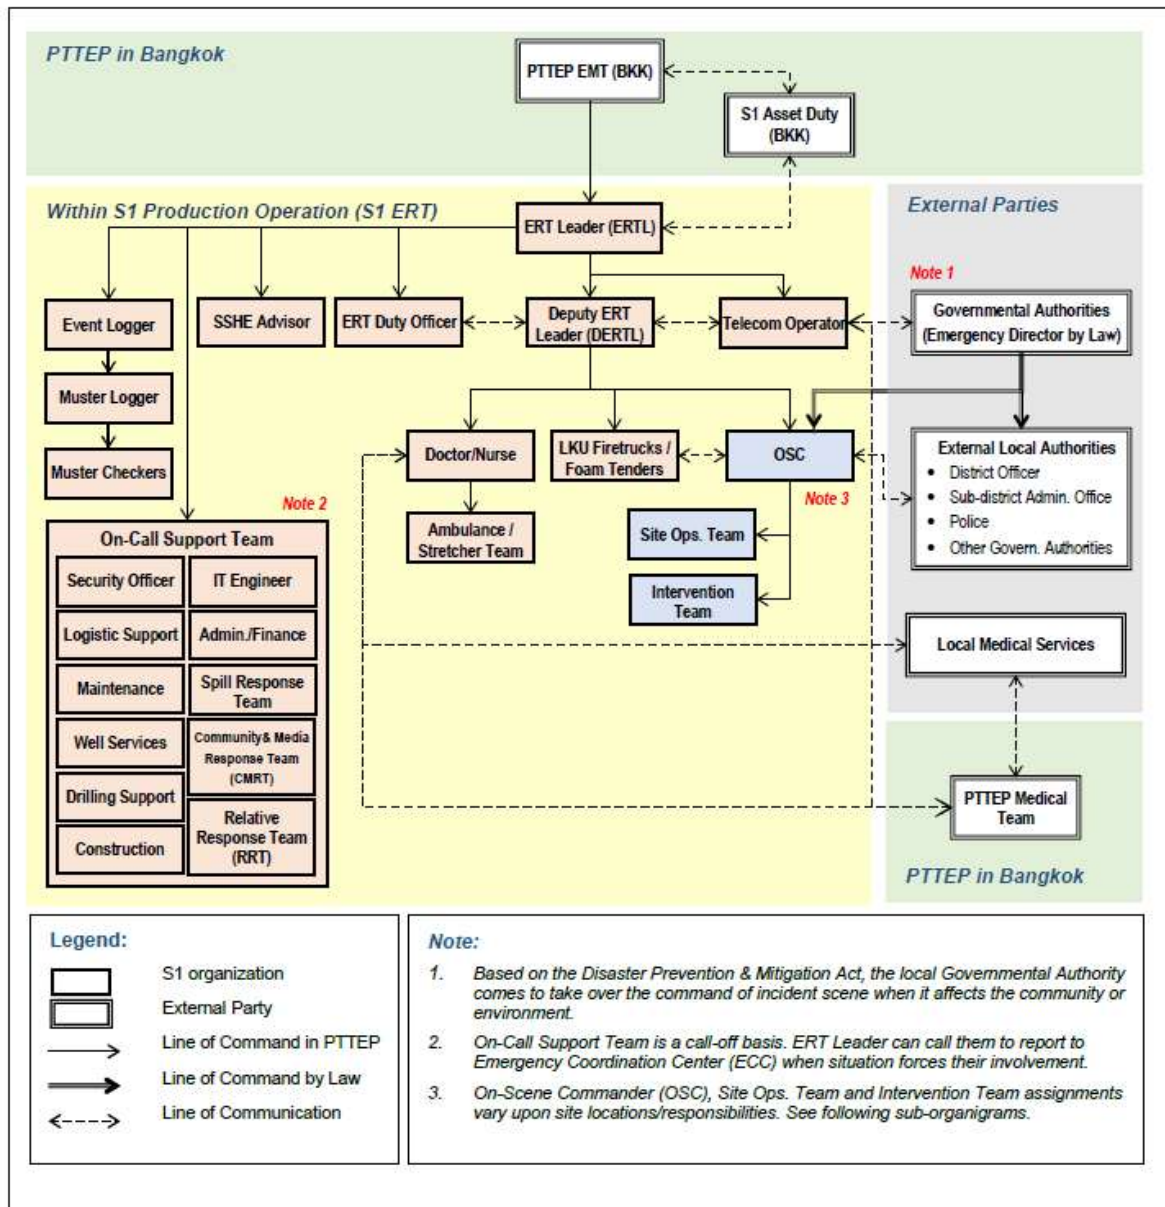 PTTEP in Bangkok
PTTEP EMT (BKK)
S1 Asset Duty
(BKK)
Within S1 Production Operation (S1 ERT)
External Parties
ERT Leader (ERTL)
Note 1
Event Logger
SSHE Advisor
ERT Duty Officer
Deputy ERT
Leader (DERTL)
Telecom Operator
Governmental Authorities
(Emergency Director by Law)
Muster Logger
Muster Checkers
Doctor/Nurse
LKU Firetrucks /
Foam Tenders
OSC
External Local Authorities
• District Officer
• Sub-district Admin. Office
• Police
• Other Govern. Authorities
Note 2
Note 3
On-Call Support Team
Ambulance /
Stretcher Team
Site Ops. Team
Intervention
Team
Security Officer
IT Engineer
Logistic Support
Admin./Finance
Maintenance
Spill Response
Team
Well Services
Community& Media
Response Team
(CMRT)
Drilling Support
Construction
Relative
Response Team
(RRT)
Local Medical Services
PTTEP Medical
Team
PTTEP in Bangkok
Legend:
S1 organization
External Party
Line of Command in PTTEP
Line of Command by Law
Line of Communication
Note:
1. Based on the Disaster Prevention & Mitigation Act, the local Governmental Authority
comes to take over the command of incident scene when it affects the community or
environment.
2. On-Call Support Team is a call-off basis. ERT Leader can call them to report to
Emergency Coordination Center (ECC) when situation forces their involvement.
3. On-Scene Commander (OSC), Site Ops. Team and Intervention Team assignments
vary upon site locations/responsibilities. See following sub-organigrams.